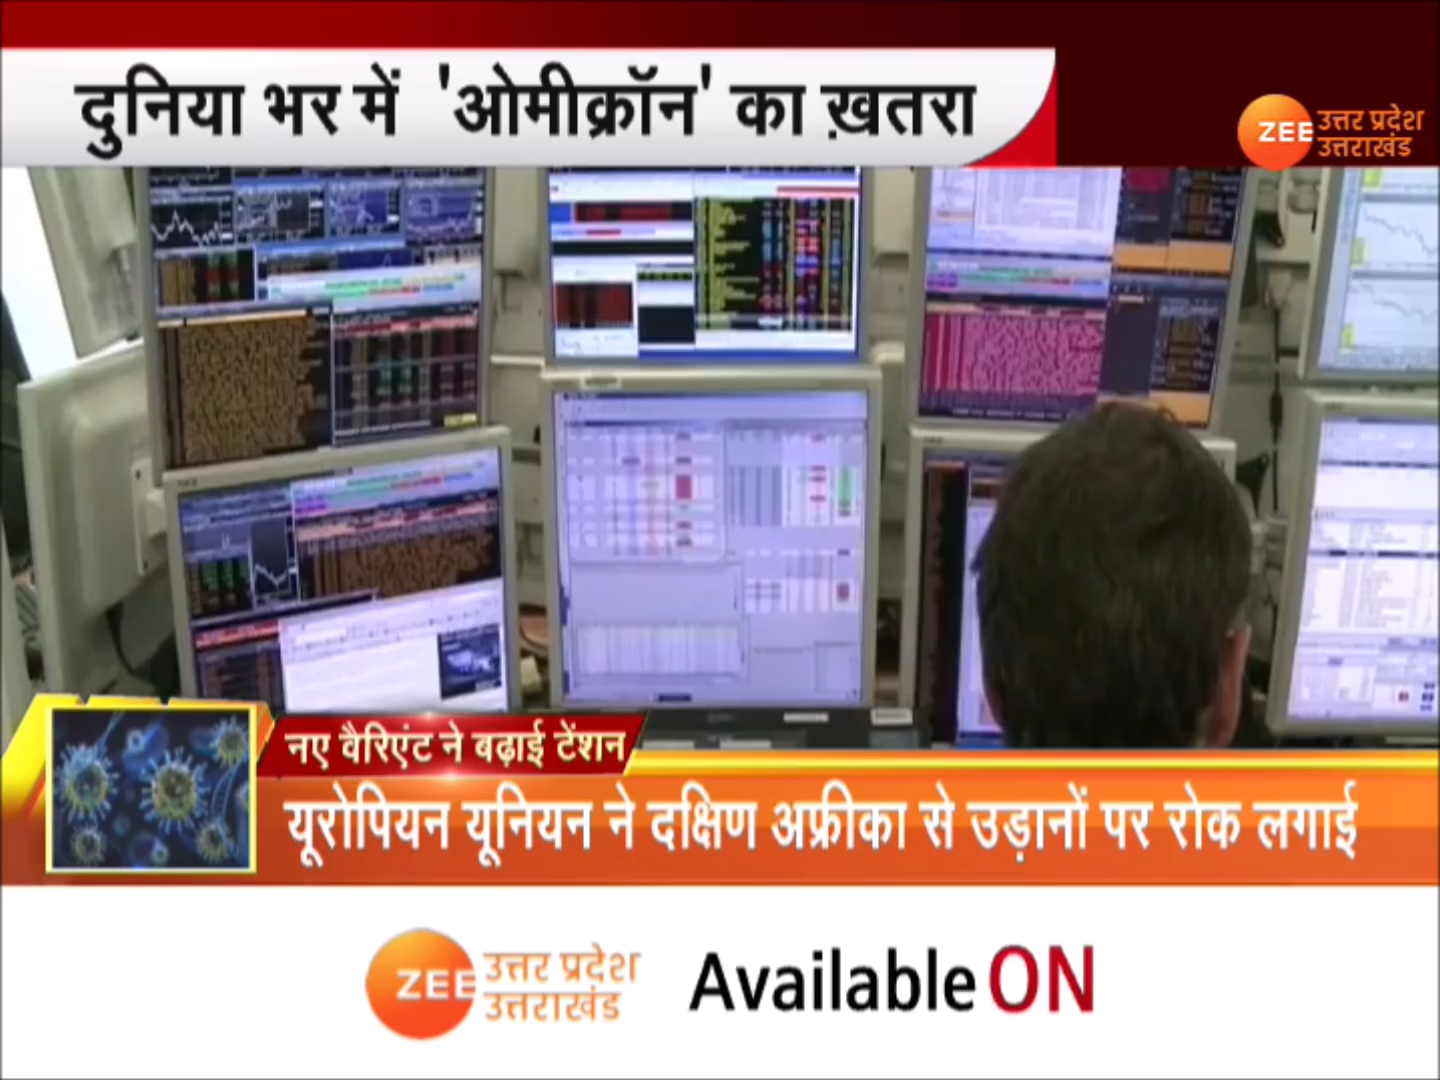 दुनिया भर में 'ओमीक्रॉन' का ख़तरा
ZEE उत्तर प्रदेश
उत्तराखंड
नए वैरिएंट ने बढ़ाई टेंशन
यूरोपियन यूनियन ने दक्षिण अफ्रीका से उड़ानों पर रोक लगाई
ZEE उत्तर प्रदेश
उत्तराखंड
Available ON